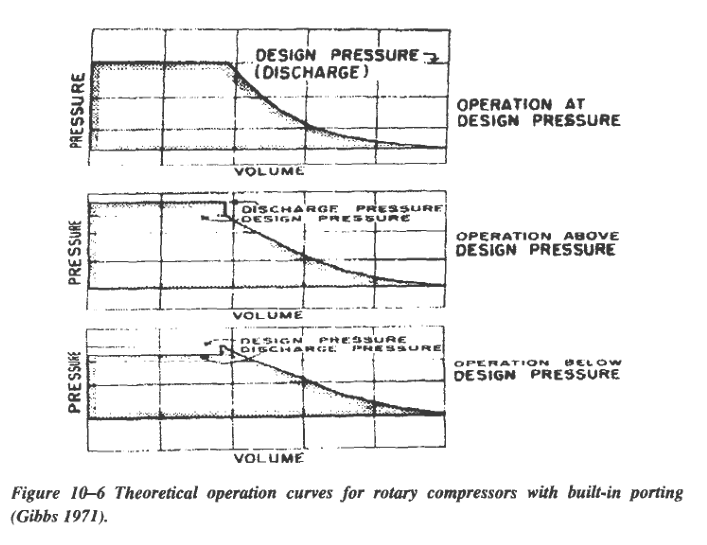 DESIGN PRESSURE
(DISCHARGE)
PRESSURE
OPERATION AT
DESIGN PRESSURE
VOLUME
DISCHARGE PRESSURE
DESIGN PRESSURE
PRESSURE
OPERATION ABOVE
DESIGN PRESSURE
VOLUME
DESIGN PRESSURE
DISCHARGE PRESSURE
PRESSURE
OPERATION BELOW
DESIGN PRESSURE
VOLUME
Figure 10–6 Theoretical operation curves for rotary compressors with built-in porting
(Gibbs 1971).